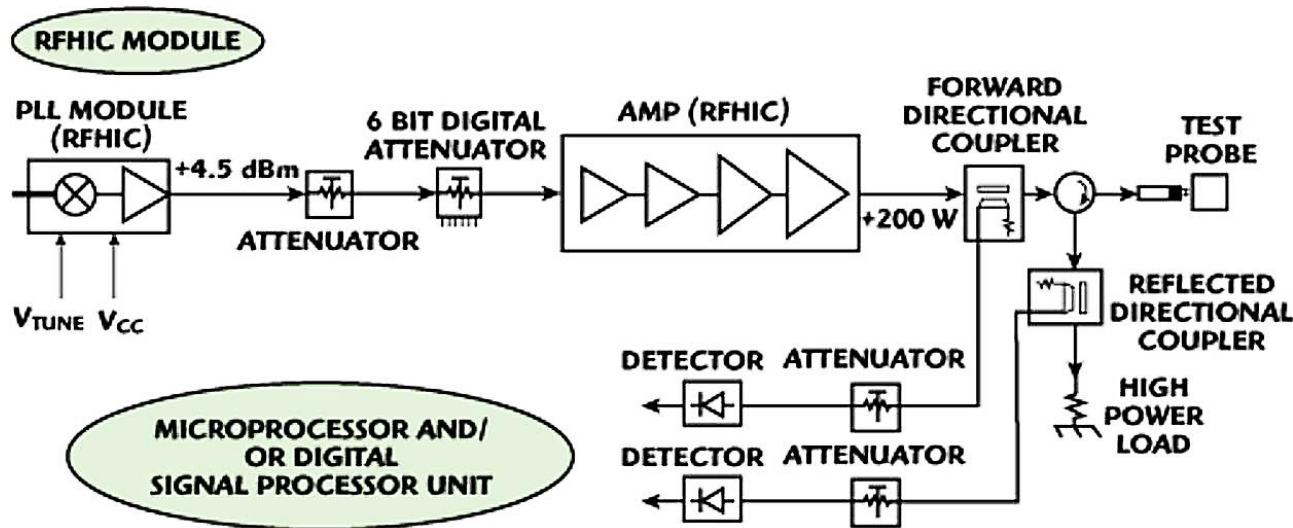 RFHIC MODULE
PLL MODULE
(RFHIC)
+4.5 dBm
ATTENUATOR
6 BIT DIGITAL
ATTENUATOR
AMP (RFHIC)
+200 W
FORWARD
DIRECTIONAL
COUPLER
TEST
PROBE
VTUNE
VCC
REFLECTED
DIRECTIONAL
COUPLER
HIGH
POWER
LOAD
DETECTOR
ATTENUATOR
DETECTOR
ATTENUATOR
MICROPROCESSOR AND/
OR DIGITAL
SIGNAL PROCESSOR UNIT